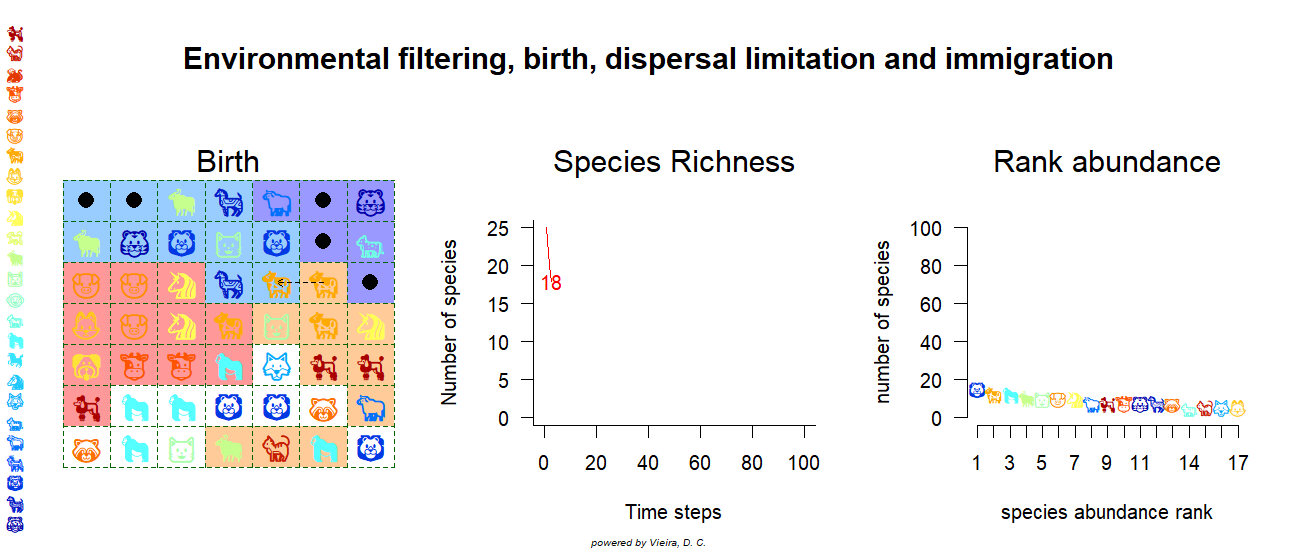 Environmental filtering, birth, dispersal limitation and immigration
Birth
Species Richness
Rank abundance
Number of species
25
20
15
10
5
0
18
0 20 40 60 80 100
Time steps
number of species
100
80
60
40
20
0
1 3 5 7 9 11 14 17
species abundance rank
powered by Vieira, D. C.